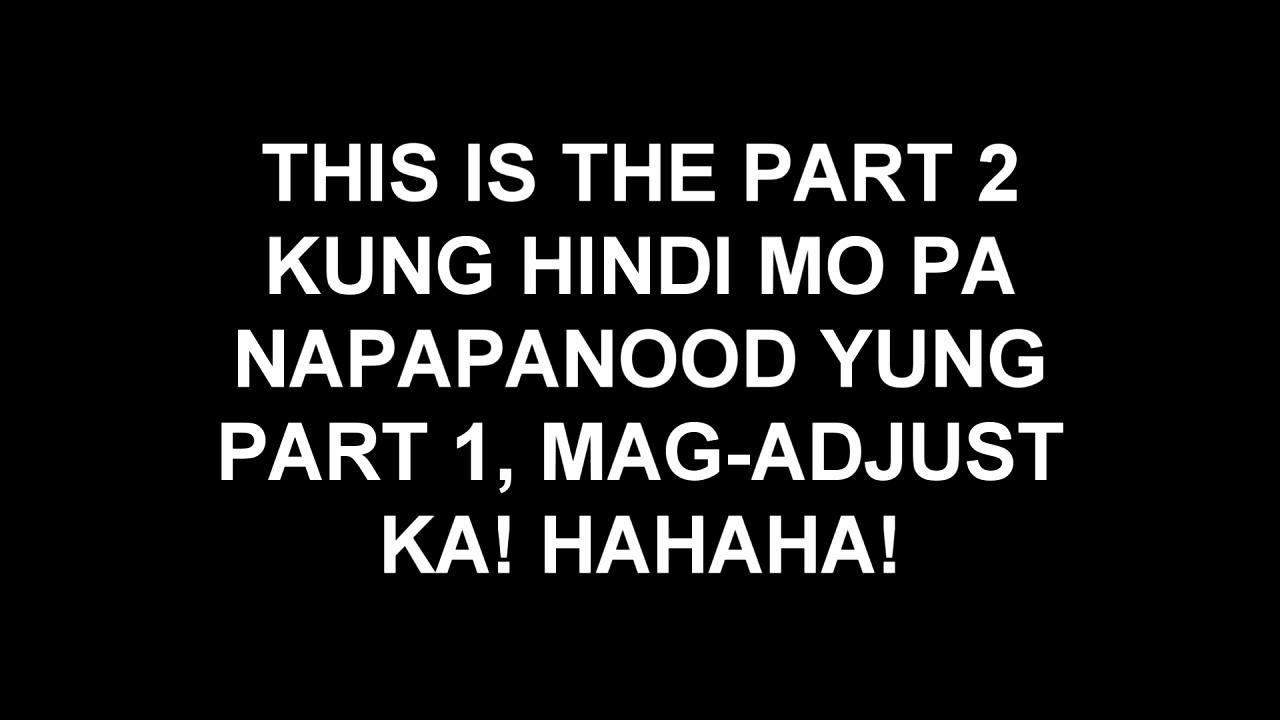 THIS IS THE PART 2
KUNG HINDI MO PA
NAPAPANOOD YUNG
PART 1, MAG-ADJUST
KA! HAHAHA!